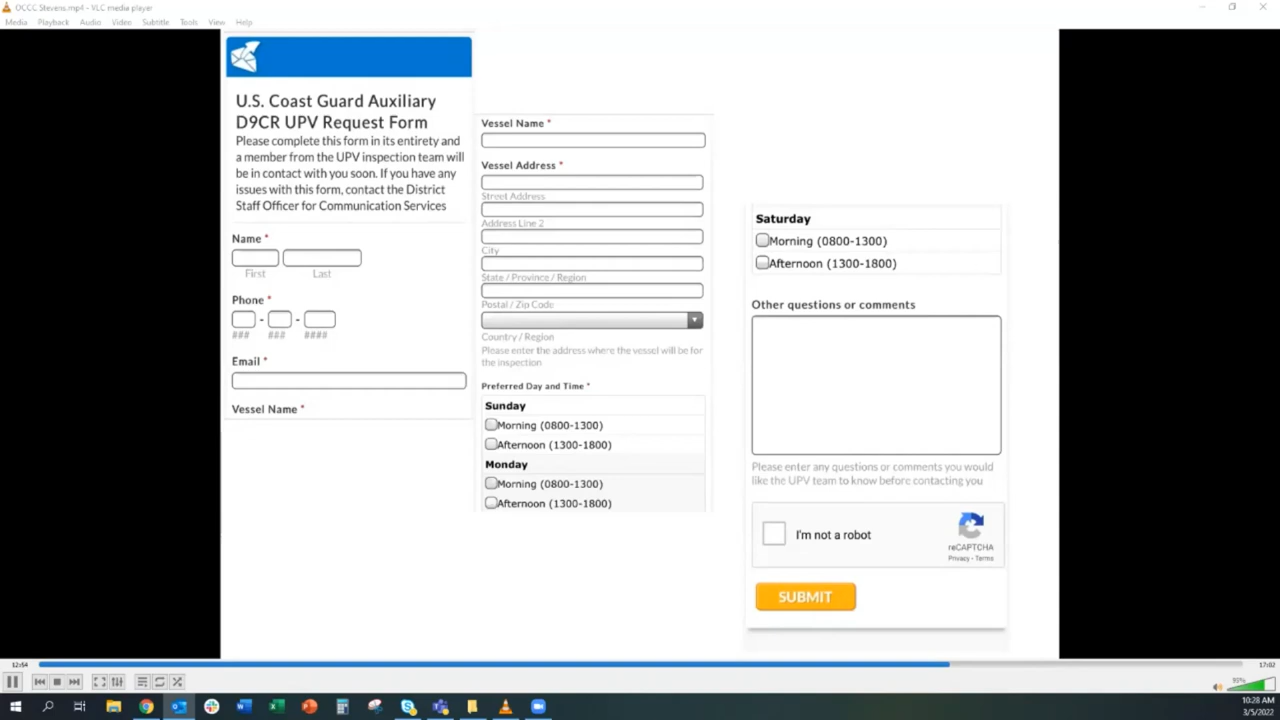 OCCC Stevens.mp4 - VLC media player
Media Playback Audio Video Subtitle Tools View Help
U.S. Coast Guard Auxiliary
D9CR UPV Request Form
Please complete this form in its entirety and
a member from the UPV inspection team will
be in contact with you soon. If you have any
issues with this form, contact the District
Staff Officer for Communication Services
Name *
First Last
Phone *
- -
### ### ####
Email *
Vessel Name *
Vessel Name *
Vessel Address *
Street Address
Address Line 2
City
State / Province / Region
Postal / Zip Code
Country / Region
Please enter the address where the vessel will be for
the inspection
Preferred Day and Time *
Sunday
Morning (0800-1300)
Afternoon (1300-1800)
Monday
Morning (0800-1300)
Afternoon (1300-1800)
Saturday
Morning (0800-1300)
Afternoon (1300-1800)
Other questions or comments
Please enter any questions or comments you would
like the UPV team to know before contacting you
I'm not a robot
reCAPTCHA
Privacy - Terms
SUBMIT
12:54
17:02
10:28 AM
3/5/2022